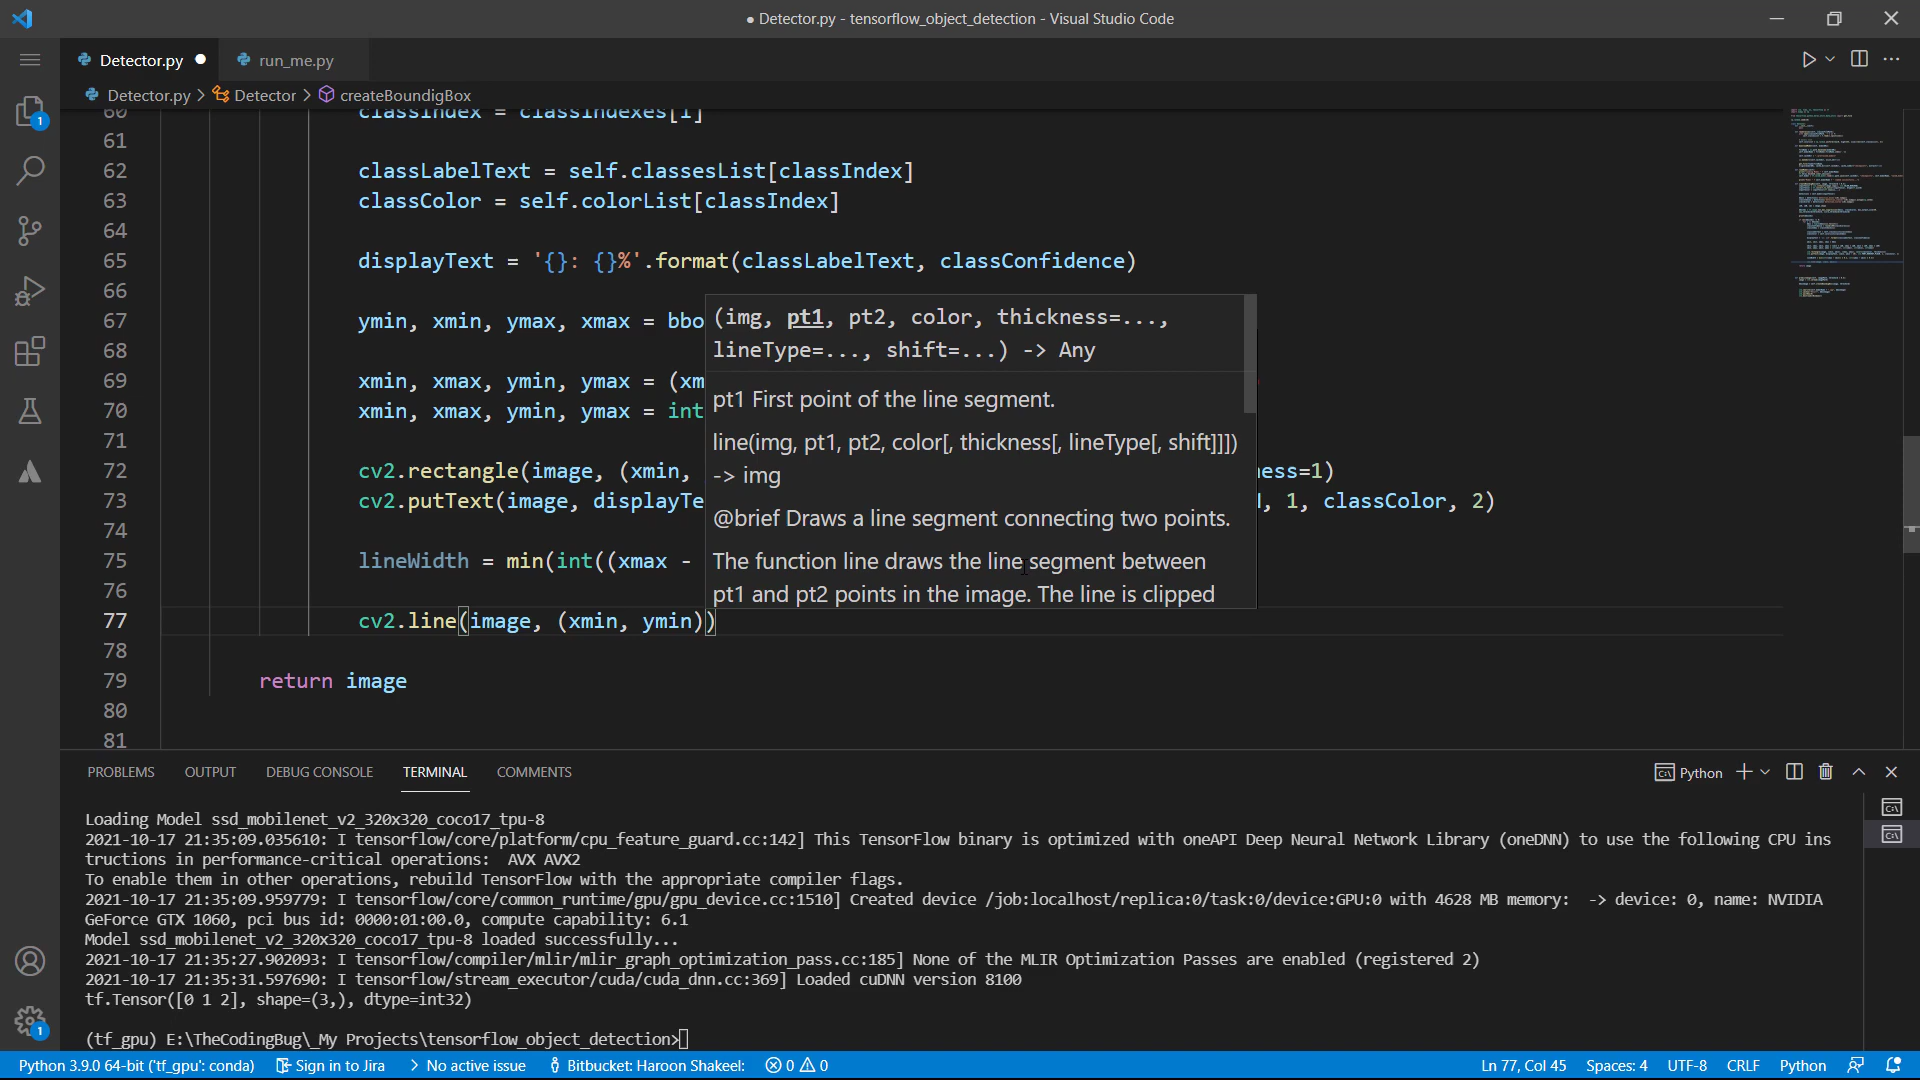 ● Detector.py - tensorflow_object_detection - Visual Studio Code
Detector.py ● run_me.py
Detector.py > Detector > createBoundigBox
60 classIndex = classIndexes[i]
61
62 classLabelText = self.classesList[classIndex]
63 classColor = self.colorList[classIndex]
64
65 displayText = '{}: {}%'.format(classLabelText, classConfidence)
66
67 ymin, xmin, ymax, xmax = bbo
68
69 xmin, xmax, ymin, ymax = (xm
70 xmin, xmax, ymin, ymax = int
71
72 cv2.rectangle(image, (xmin, ess=1)
73 cv2.putText(image, displayTe , 1, classColor, 2)
74
75 lineWidth = min(int((xmax -
76
77 cv2.line(image, (xmin, ymin))
78
79 return image
80
81
(img, pt1, pt2, color, thickness=...,
lineType=..., shift=...) -> Any
pt1 First point of the line segment.
line(img, pt1, pt2, color[, thickness[, lineType[, shift]]])
-> img
@brief Draws a line segment connecting two points.
The function line draws the line segment between
pt1 and pt2 points in the image. The line is clipped
PROBLEMS OUTPUT DEBUG CONSOLE TERMINAL COMMENTS Python
Loading Model ssd_mobilenet_v2_320x320_coco17_tpu-8
2021-10-17 21:35:09.035610: I tensorflow/core/platform/cpu_feature_guard.cc:142] This TensorFlow binary is optimized with oneAPI Deep Neural Network Library (oneDNN) to use the following CPU ins
tructions in performance-critical operations:  AVX AVX2
To enable them in other operations, rebuild TensorFlow with the appropriate compiler flags.
2021-10-17 21:35:09.959779: I tensorflow/core/common_runtime/gpu/gpu_device.cc:1510] Created device /job:localhost/replica:0/task:0/device:GPU:0 with 4628 MB memory:  -> device: 0, name: NVIDIA
GeForce GTX 1060, pci bus id: 0000:01:00.0, compute capability: 6.1
Model ssd_mobilenet_v2_320x320_coco17_tpu-8 loaded successfully...
2021-10-17 21:35:27.902093: I tensorflow/compiler/mlir/mlir_graph_optimization_pass.cc:185] None of the MLIR Optimization Passes are enabled (registered 2)
2021-10-17 21:35:31.597690: I tensorflow/stream_executor/cuda/cuda_dnn.cc:369] Loaded cuDNN version 8100
tf.Tensor([0 1 2], shape=(3,), dtype=int32)
(tf_gpu) E:\TheCodingBug\_My Projects\tensorflow_object_detection>
Python 3.9.0 64-bit ('tf_gpu': conda) Sign in to Jira > No active issue Bitbucket: Haroon Shakeel: 0 0 Ln 77, Col 45 Spaces: 4 UTF-8 CRLF Python